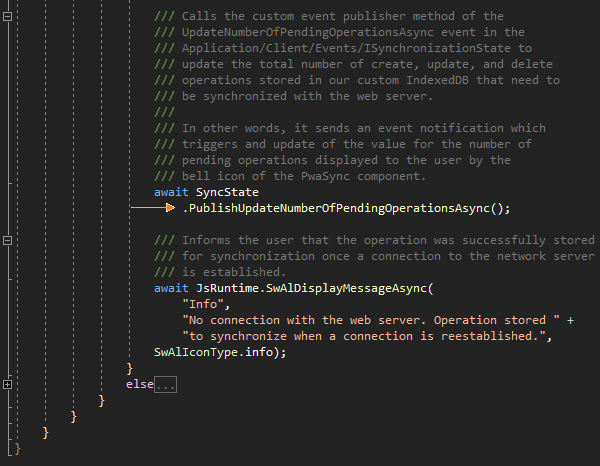 /// Calls the custom event publisher method of the
/// UpdateNumberOfPendingOperationsAsync event in the
/// Application/Client/Events/ISynchronizationState to
/// update the total number of create, update, and delete
/// operations stored in our custom IndexedDB that need to
/// be synchronized with the web server.
///
/// In other words, it sends an event notification which
/// triggers and update of the value for the number of
/// pending operations displayed to the user by the
/// bell icon of the PwaSync component.
await SyncState
.PublishUpdateNumberOfPendingOperationsAsync();
/// Informs the user that the operation was successfully stored
/// for synchronization once a connection to the network server
/// is established.
await JsRuntime.SwAlDisplayMessageAsync(
"Info",
"No connection with the web server. Operation stored " +
"to synchronize when a connection is reestablished.",
SwAlIconType.info);
}
else...
}
}
}
}